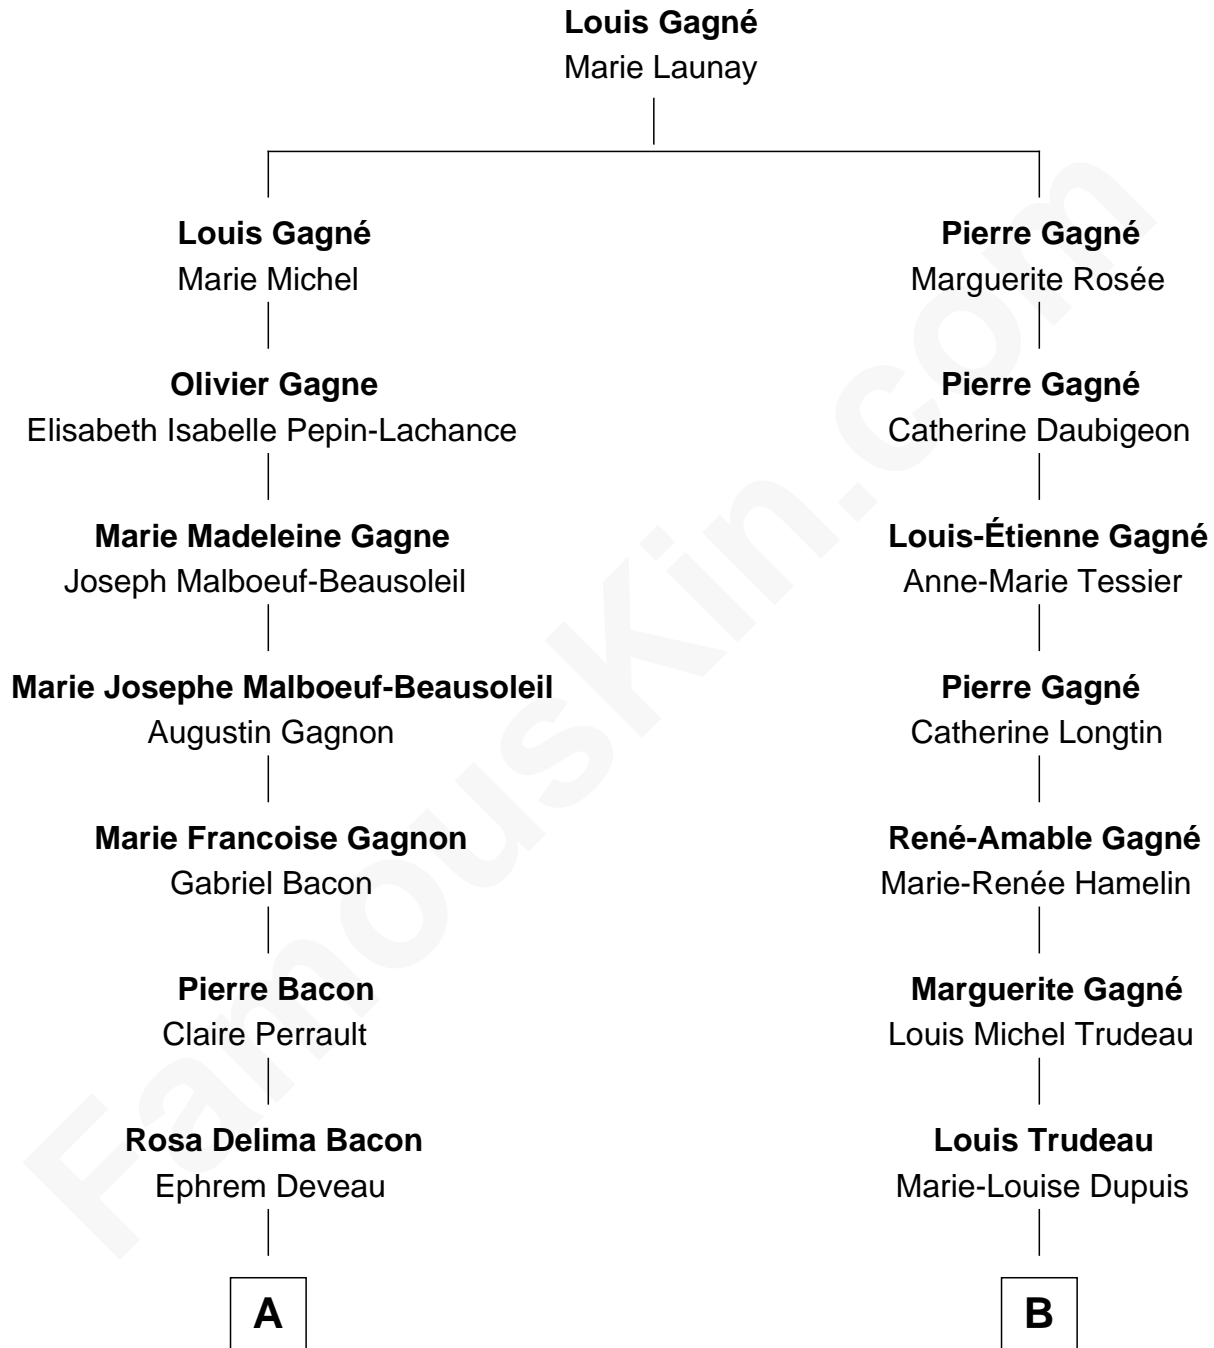 Louis Gagné
Marie Launay
Louis Gagné
Marie Michel
Olivier Gagne
Elisabeth Isabelle Pepin-Lachance
Marie Madeleine Gagne
Joseph Malboeuf-Beausoleil
Marie Josephe Malboeuf-Beausoleil
Augustin Gagnon
Marie Francoise Gagnon
Gabriel Bacon
Pierre Bacon
Claire Perrault
Rosa Delima Bacon
Ephrem Deveau
A
Pierre Gagné
Marguerite Rosée
Pierre Gagné
Catherine Daubigeon
Louis-Étienne Gagné
Anne-Marie Tessier
Pierre Gagné
Catherine Longtin
René-Amable Gagné
Marie-Renée Hamelin
Marguerite Gagné
Louis Michel Trudeau
Louis Trudeau
Marie-Louise Dupuis
B
FamousKin.com